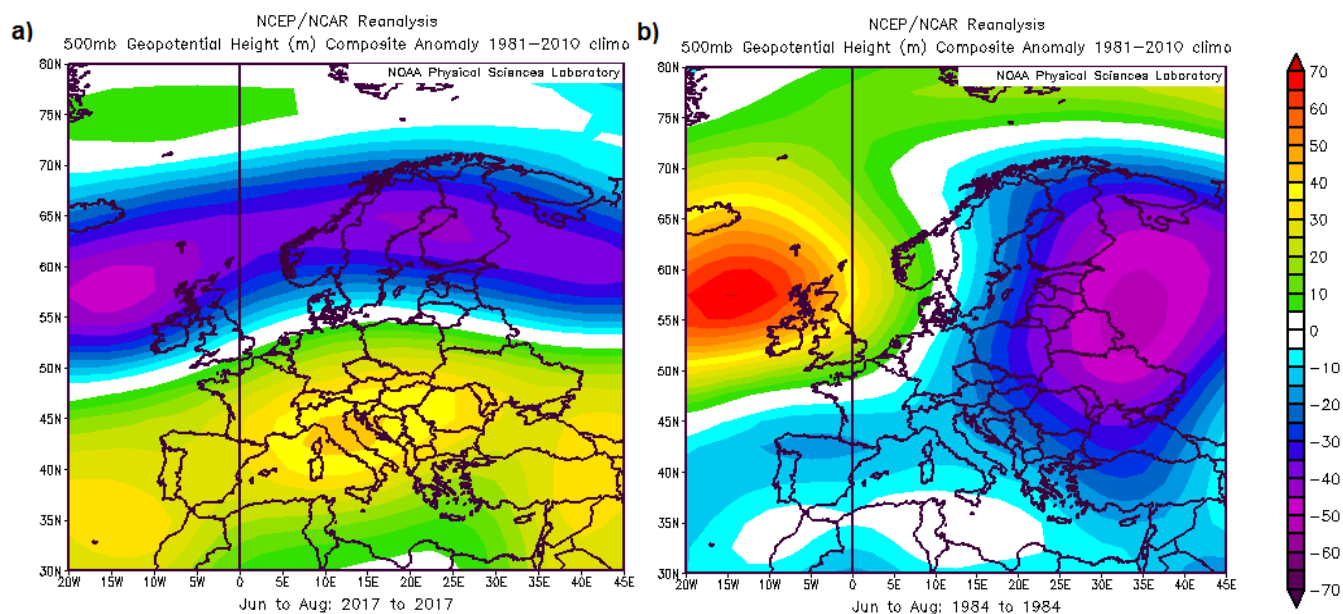 a)
NCEP/NCAR Reanalysis
500mb Geopotential Height (m) Composite Anomaly 1981-2010 climo
NOAA Physical Sciences Laboratory
80N
75N
70N
65N
60N
55N
50N
45N
40N
35N
30N
20W 15W 10W 5W 0 5E 10E 15E 20E 25E 30E 35E 40E 45E
Jun to Aug: 2017 to 2017
b)
NCEP/NCAR Reanalysis
500mb Geopotential Height (m) Composite Anomaly 1981-2010 climo
NOAA Physical Sciences Laboratory
80N
75N
70N
65N
60N
55N
50N
45N
40N
35N
30N
20W 15W 10W 5W 0 5E 10E 15E 20E 25E 30E 35E 40E 45E
Jun to Aug: 1984 to 1984
70
60
50
40
30
20
10
0
-10
-20
-30
-40
-50
-60
-70